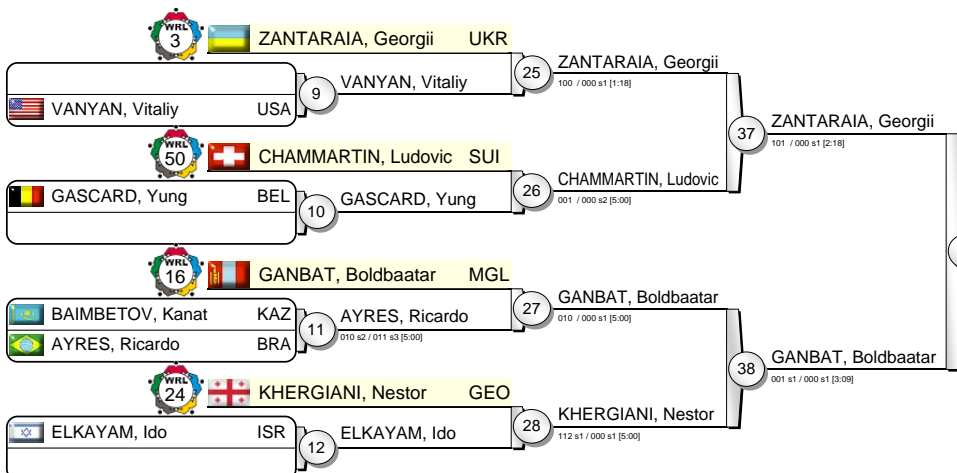 WRL
3
ZANTARAIA, Georgii UKR
VANYAN, Vitaliy USA
9
VANYAN, Vitaliy
25
ZANTARAIA, Georgii
100 / 000 s1 [1:18]
WRL
50
CHAMMARTIN, Ludovic SUI
GASCARD, Yung BEL
10
GASCARD, Yung
26
CHAMMARTIN, Ludovic
001 / 000 s2 [5:00]
37
ZANTARAIA, Georgii
101 / 000 s1 [2:18]
WRL
16
GANBAT, Boldbaatar MGL
BAIMBETOV, Kanat KAZ
AYRES, Ricardo BRA
11
AYRES, Ricardo
010 s2 / 011 s3 [5:00]
27
GANBAT, Boldbaatar
010 / 000 s1 [5:00]
WRL
24
KHERGIANI, Nestor GEO
ELKAYAM, Ido ISR
12
ELKAYAM, Ido
28
KHERGIANI, Nestor
112 s1 / 000 s1 [5:00]
38
GANBAT, Boldbaatar
001 s1 / 000 s1 [3:09]